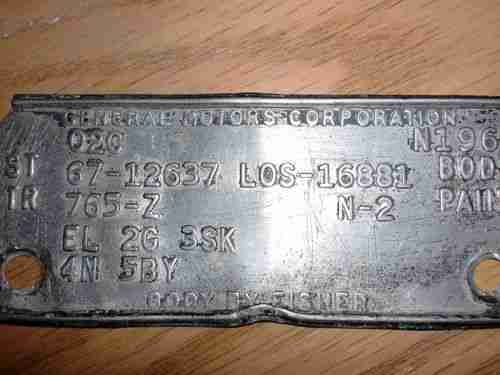 GENERAL MOTORS CORPORATION
02C N196
ST 67-12637 LOS-16881 BOD
TR 765-Z N-2 PAIN
EL 2G 3SK
4N 5BY
BODY BY FISHER